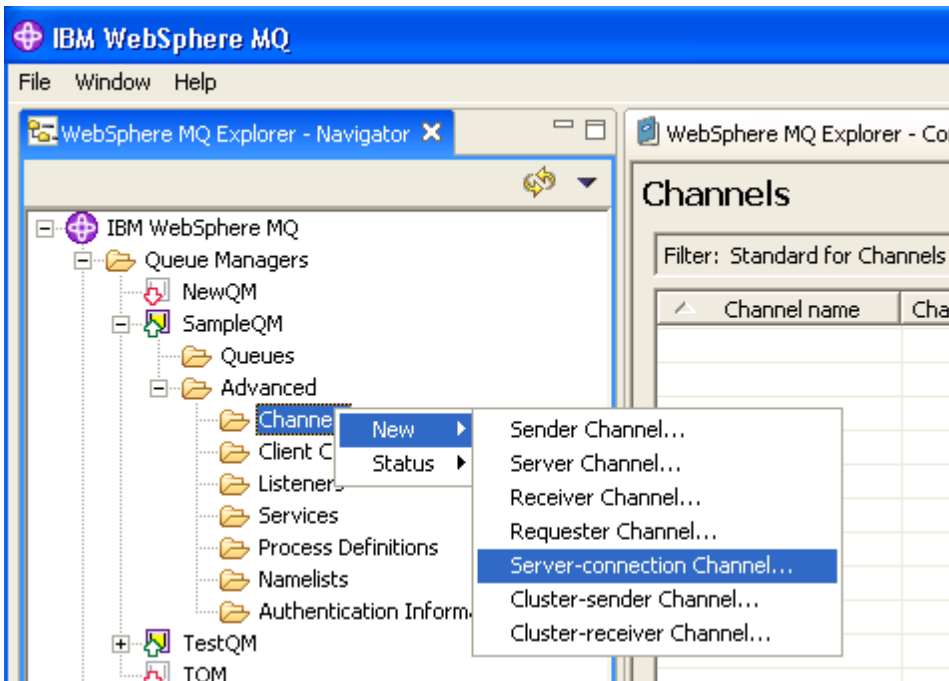 IBM WebSphere MQ
File Window Help
WebSphere MQ Explorer - Navigator
WebSphere MQ Explorer - Co
Channels
IBM WebSphere MQ
Queue Managers
Filter: Standard for Channels
NewQM
Channel name Cha
SampleQM
Queues
Advanced
Channe
New
Sender Channel...
Client C
Status
Server Channel...
Listeners
Receiver Channel...
Services
Requester Channel...
Process Definitions
Server-connection Channel...
Namelists
Cluster-sender Channel...
Authentication Inform
Cluster-receiver Channel...
TestQM
TOM